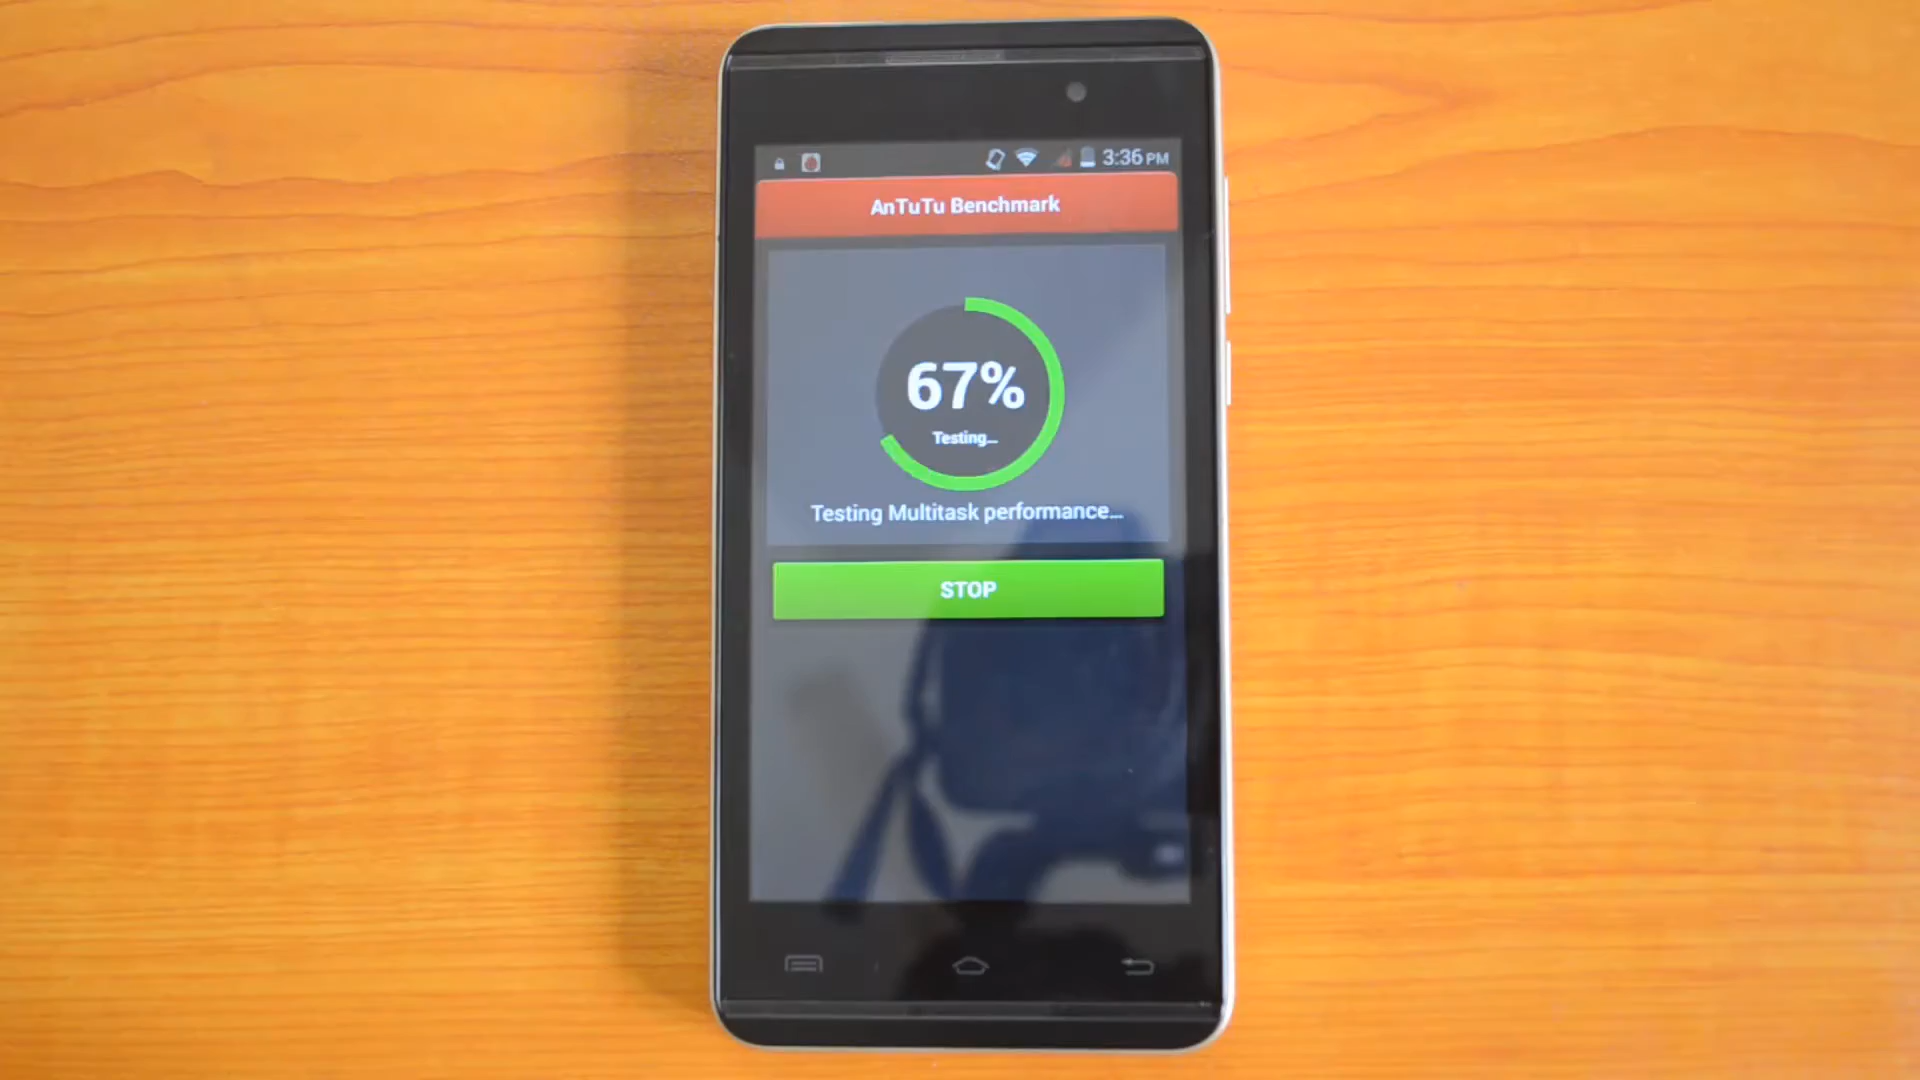 3:36 PM
AnTuTu Benchmark
67%
Testing...
Testing Multitask performance...
STOP